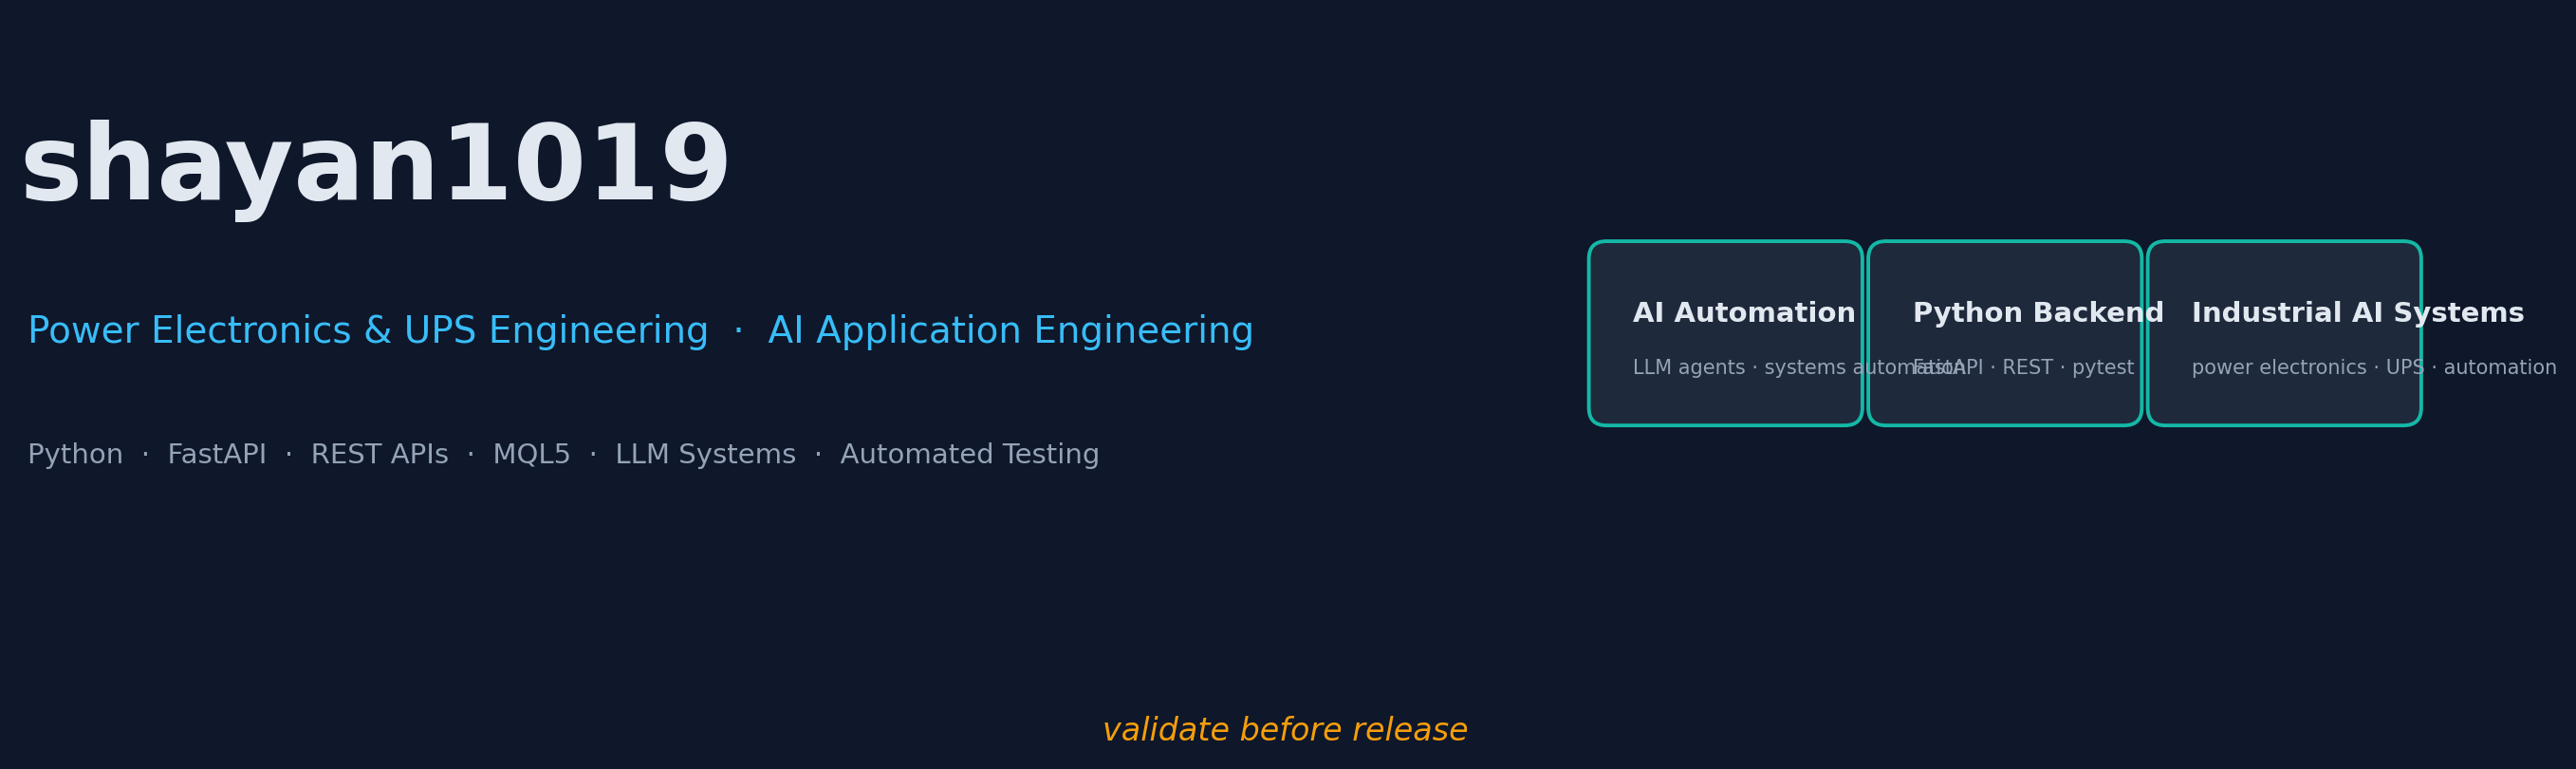 shayan1019
Power Electronics & UPS Engineering · AI Application Engineering
Python · FastAPI · REST APIs · MQL5 · LLM Systems · Automated Testing
AI Automation
LLM agents · systems automation
Python Backend
FastAPI · REST · pytest
Industrial AI Systems
power electronics · UPS · automation
validate before release